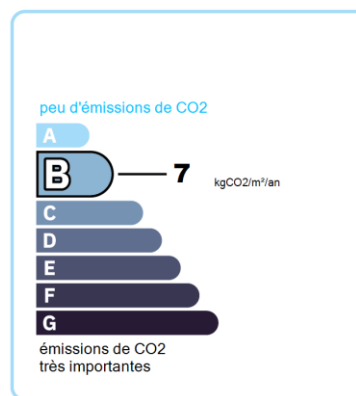 peu d'émissions de CO2
A
B 7 kgCO2/m²/an
C
D
E
F
G
émissions de CO2
très importantes